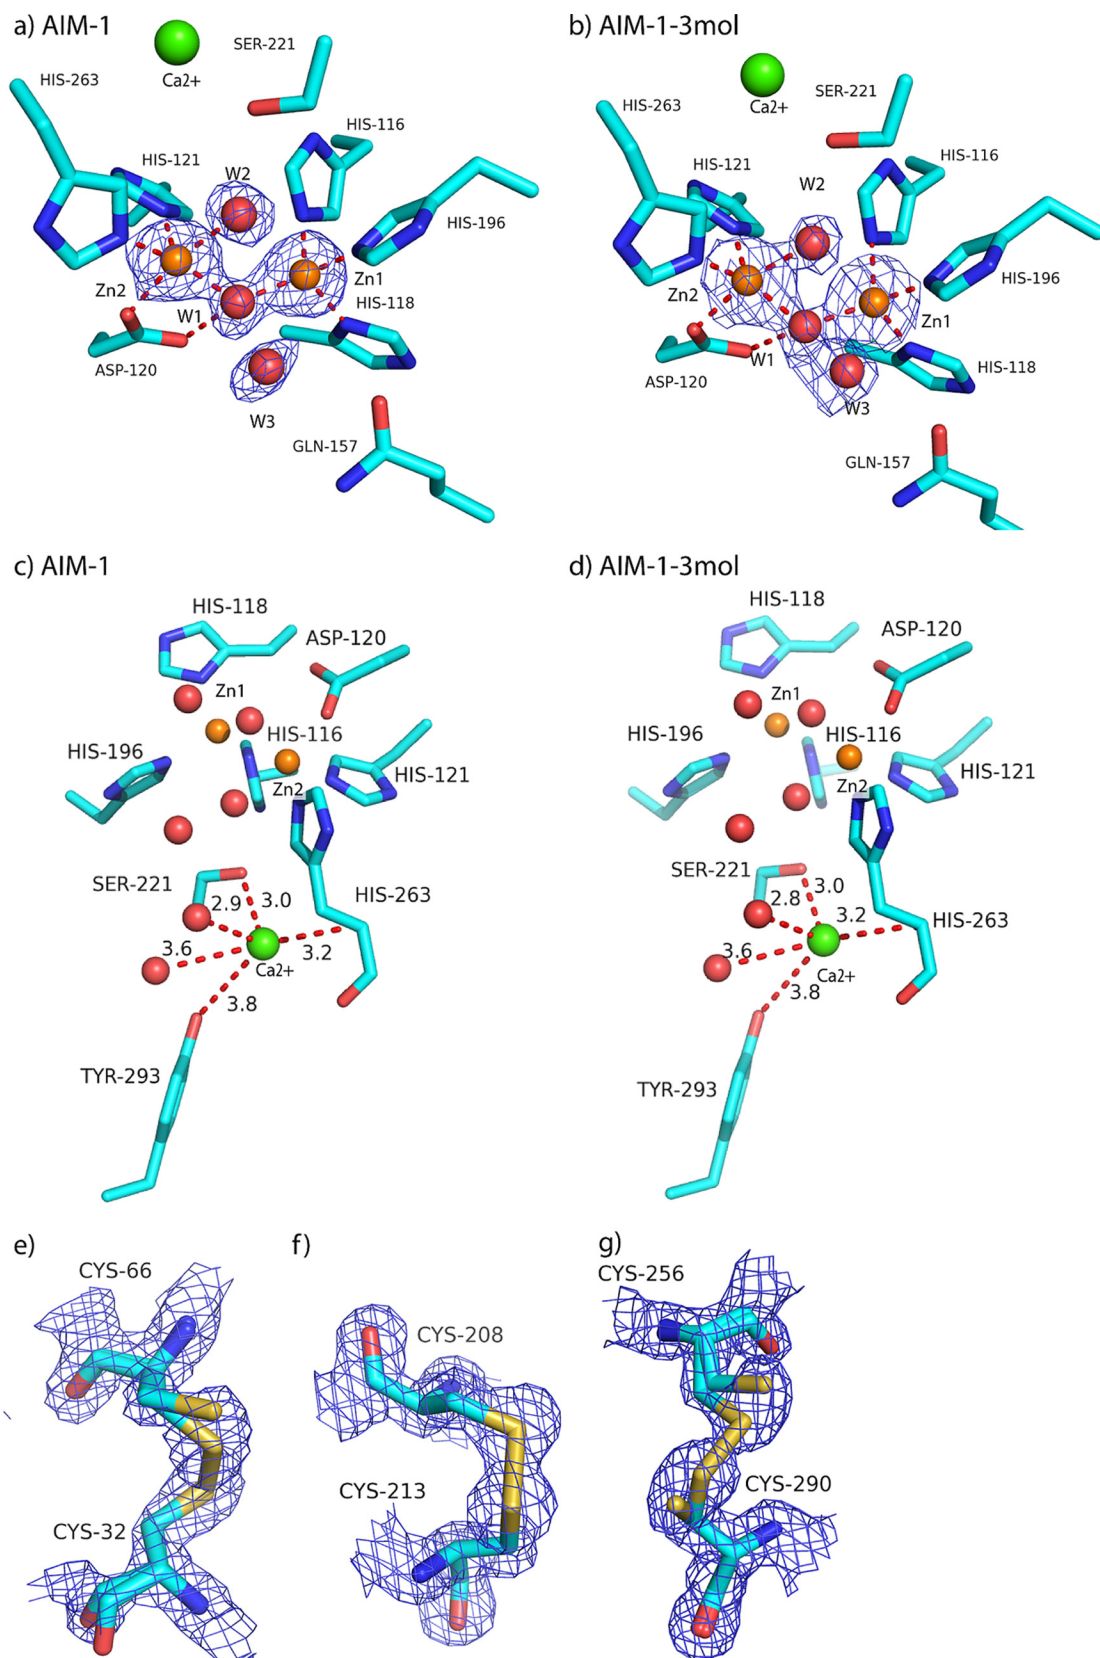 a) AIM-1
SER-221
HIS-263
Ca2+
HIS-116
HIS-121
W2
HIS-196
Zn2
Zn1
W1
HIS-118
ASP-120
W3
GLN-157
b) AIM-1-3mol
SER-221
HIS-263
Ca2+
HIS-116
HIS-121
W2
HIS-196
Zn2
Zn1
W1
HIS-118
ASP-120
W3
GLN-157
c) AIM-1
HIS-118
ASP-120
Zn1
HIS-196
HIS-116
HIS-121
Zn2
SER-221
2.9
3.0
HIS-263
3.6
3.2
Ca2+
3.8
TYR-293
d) AIM-1-3mol
HIS-118
ASP-120
Zn1
HIS-196
HIS-116
HIS-121
Zn2
SER-221
2.8
3.0
3.2
HIS-263
3.6
Ca2+
3.8
TYR-293
e)
CYS-66
CYS-32
f)
CYS-208
CYS-213
g)
CYS-256
CYS-290